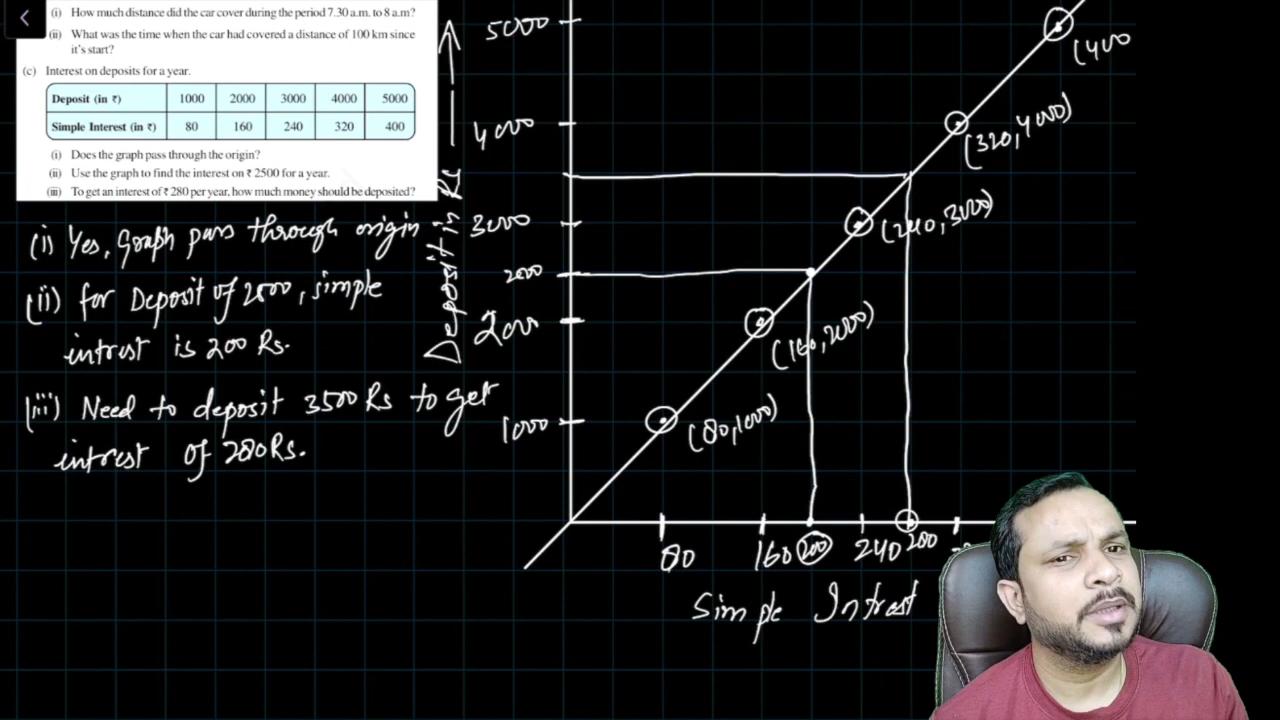 (i) How much distance did the car cover during the period 7.30 a.m. to 8 a.m?
(ii) What was the time when the car had covered a distance of 100 km since
it's start?
(c) Interest on deposits for a year.
Deposit (in ₹) 1000 2000 3000 4000 5000
Simple Interest (in ₹) 80 160 240 320 400
(i) Does the graph pass through the origin?
(ii) Use the graph to find the interest on ₹ 2500 for a year.
(iii) To get an interest of ₹ 280 per year, how much money should be deposited?
(i) Yes, Graph pass through origin
(ii) for Deposit of 2500, simple
intrest is 200 Rs.
(iii) Need to deposit 3500 Rs to get
intrest of 280 Rs.
Deposit in Rs
5000
4000
3000
2000
1000
(400
(320,4000)
(240,3000)
(160,2000)
(80,1000)
80 160 200 240 280
Simple Intrest